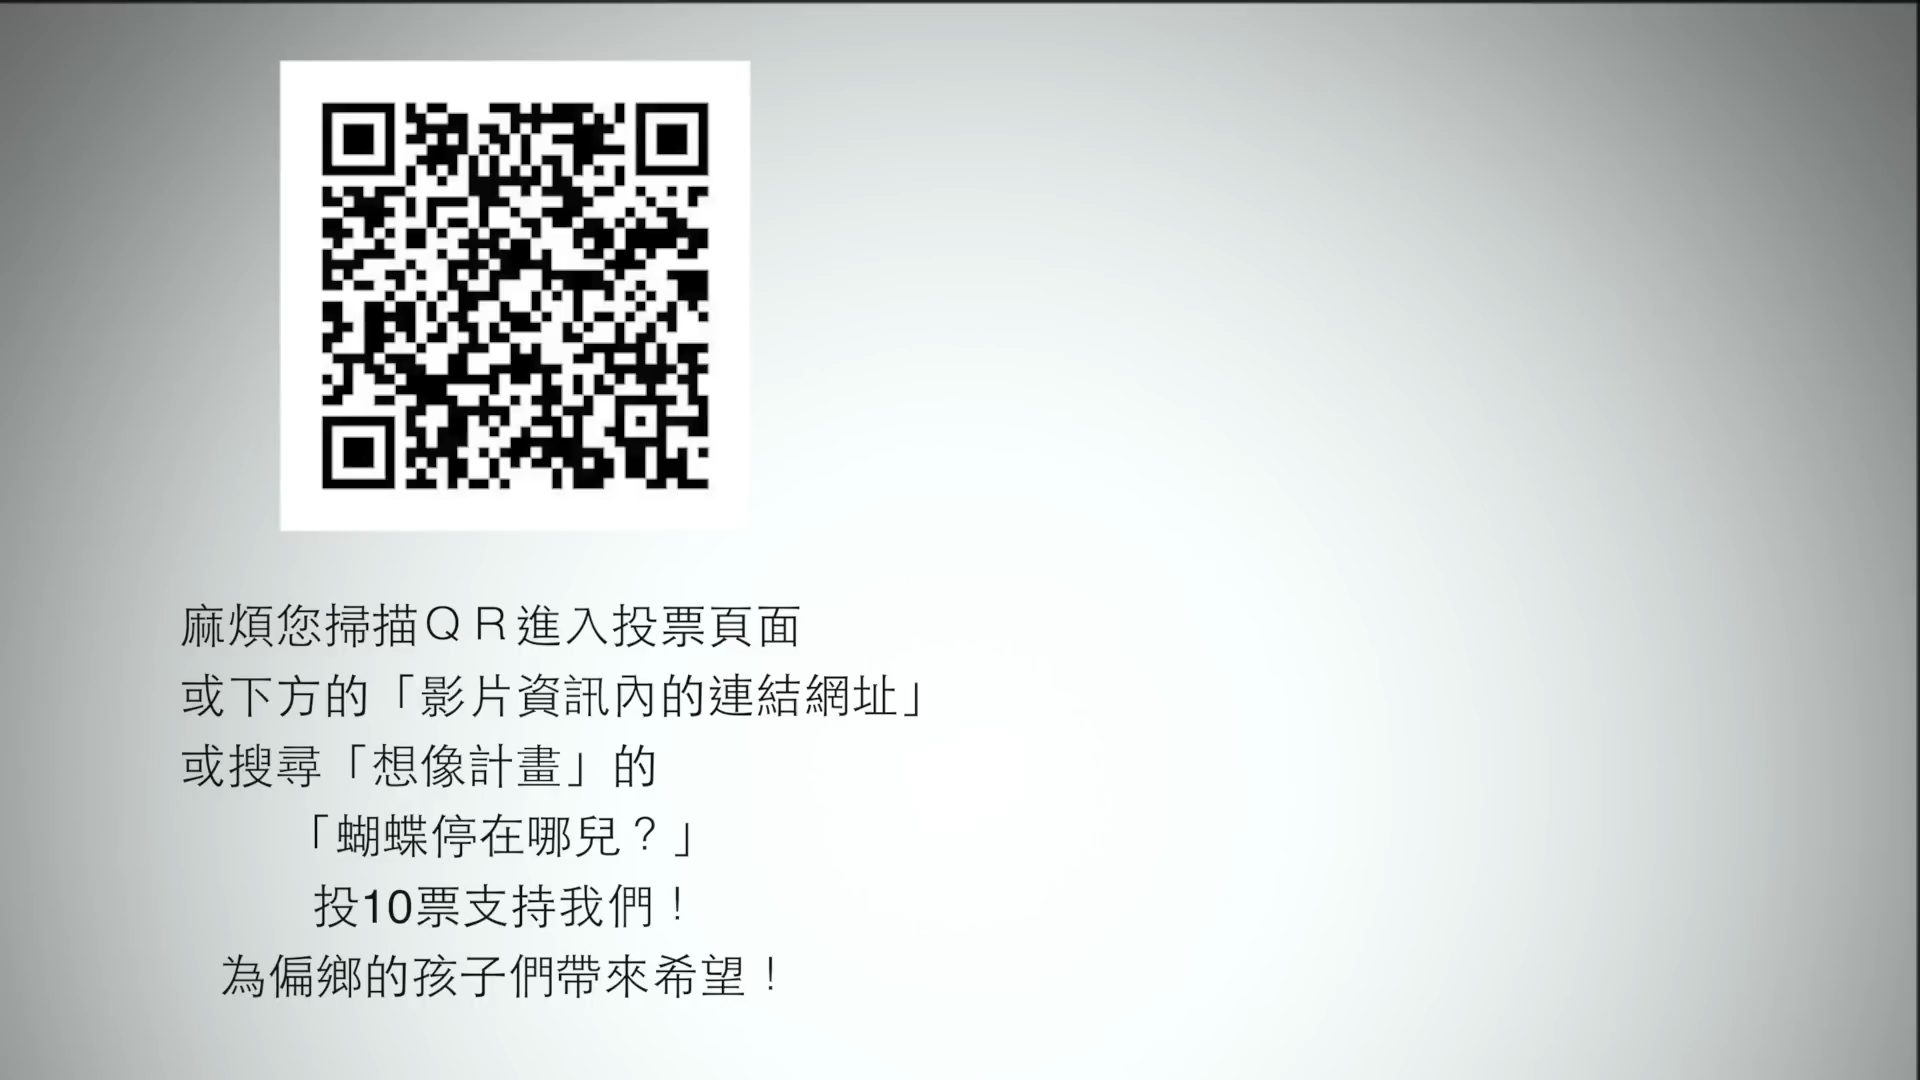 麻煩您掃描ＱＲ進入投票頁面
或下方的「影片資訊內的連結網址」
或搜尋「想像計畫」的
「蝴蝶停在哪兒？」
投10票支持我們！
為偏鄉的孩子們帶來希望！